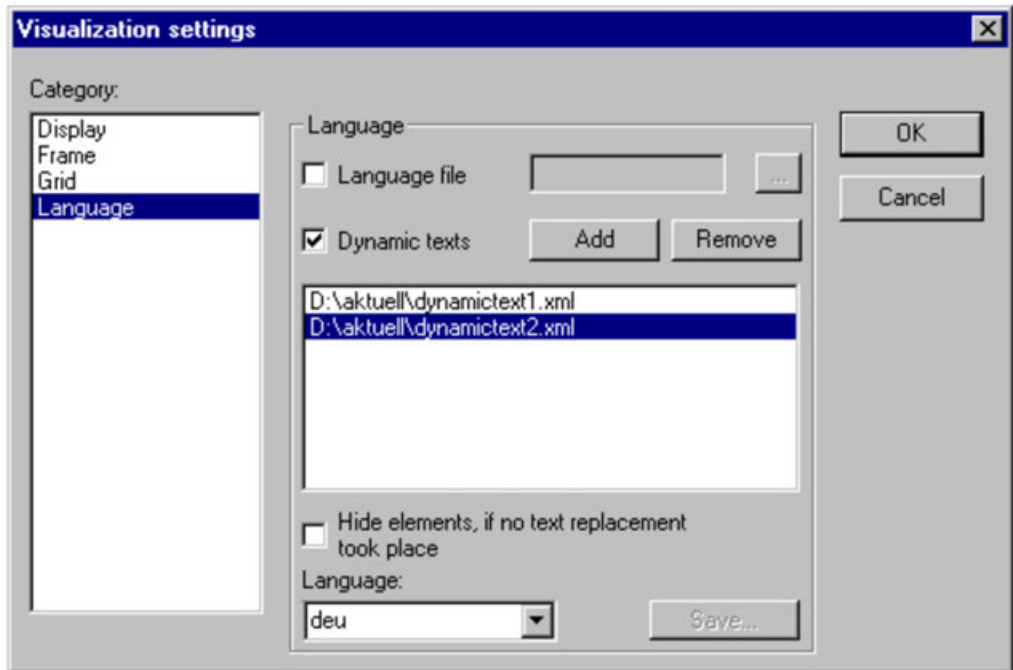 Visualization settings
Category:
Display
Frame
Grid
Language
Language
Language file
...
Dynamic texts
Add
Remove
D:\aktuell\dynamictext1.xml
D:\aktuell\dynamictext2.xml
Hide elements, if no text replacement
took place
Language:
deu
Save...
OK
Cancel